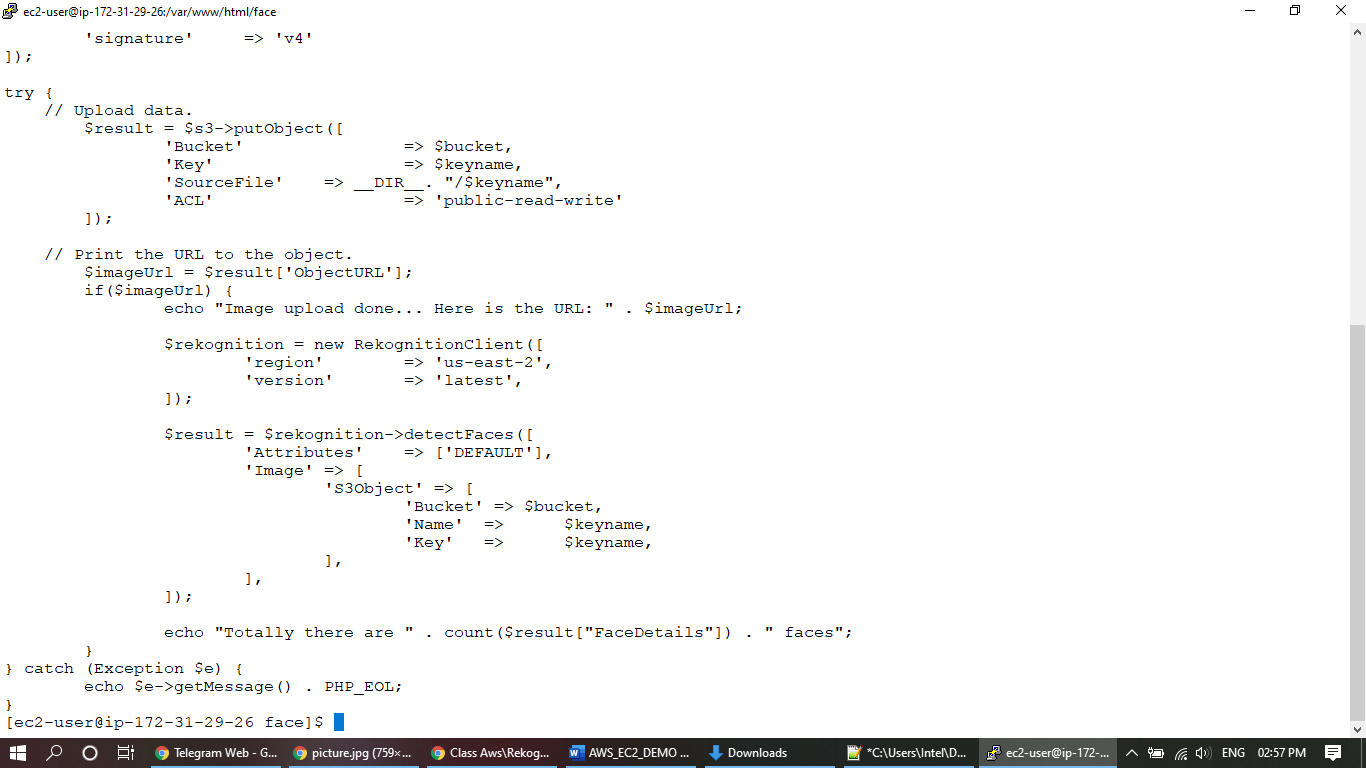 ec2-user@ip-172-31-29-26:/var/www/html/face
        'signature'     => 'v4'
]);
try {
    // Upload data.
        $result = $s3->putObject([
                'Bucket'                => $bucket,
                'Key'                   => $keyname,
                'SourceFile'    => __DIR__. "/$keyname",
                'ACL'                   => 'public-read-write'
        ]);
    // Print the URL to the object.
        $imageUrl = $result['ObjectURL'];
        if($imageUrl) {
                echo "Image upload done... Here is the URL: " . $imageUrl;
                $rekognition = new RekognitionClient([
                        'region'        => 'us-east-2',
                        'version'       => 'latest',
                ]);
                $result = $rekognition->detectFaces([
                        'Attributes'    => ['DEFAULT'],
                        'Image' => [
                                'S3Object' => [
                                        'Bucket' => $bucket,
                                        'Name'  =>      $keyname,
                                        'Key'   =>      $keyname,
                                ],
                        ],
                ]);
                echo "Totally there are " . count($result["FaceDetails"]) . " faces";
        }
} catch (Exception $e) {
        echo $e->getMessage() . PHP_EOL;
}
[ec2-user@ip-172-31-29-26 face]$
Telegram Web - G... picture.jpg (759×... Class Aws\Rekog... AWS_EC2_DEMO ... Downloads *C:\Users\Intel\D... ec2-user@ip-172-... ENG 02:57 PM